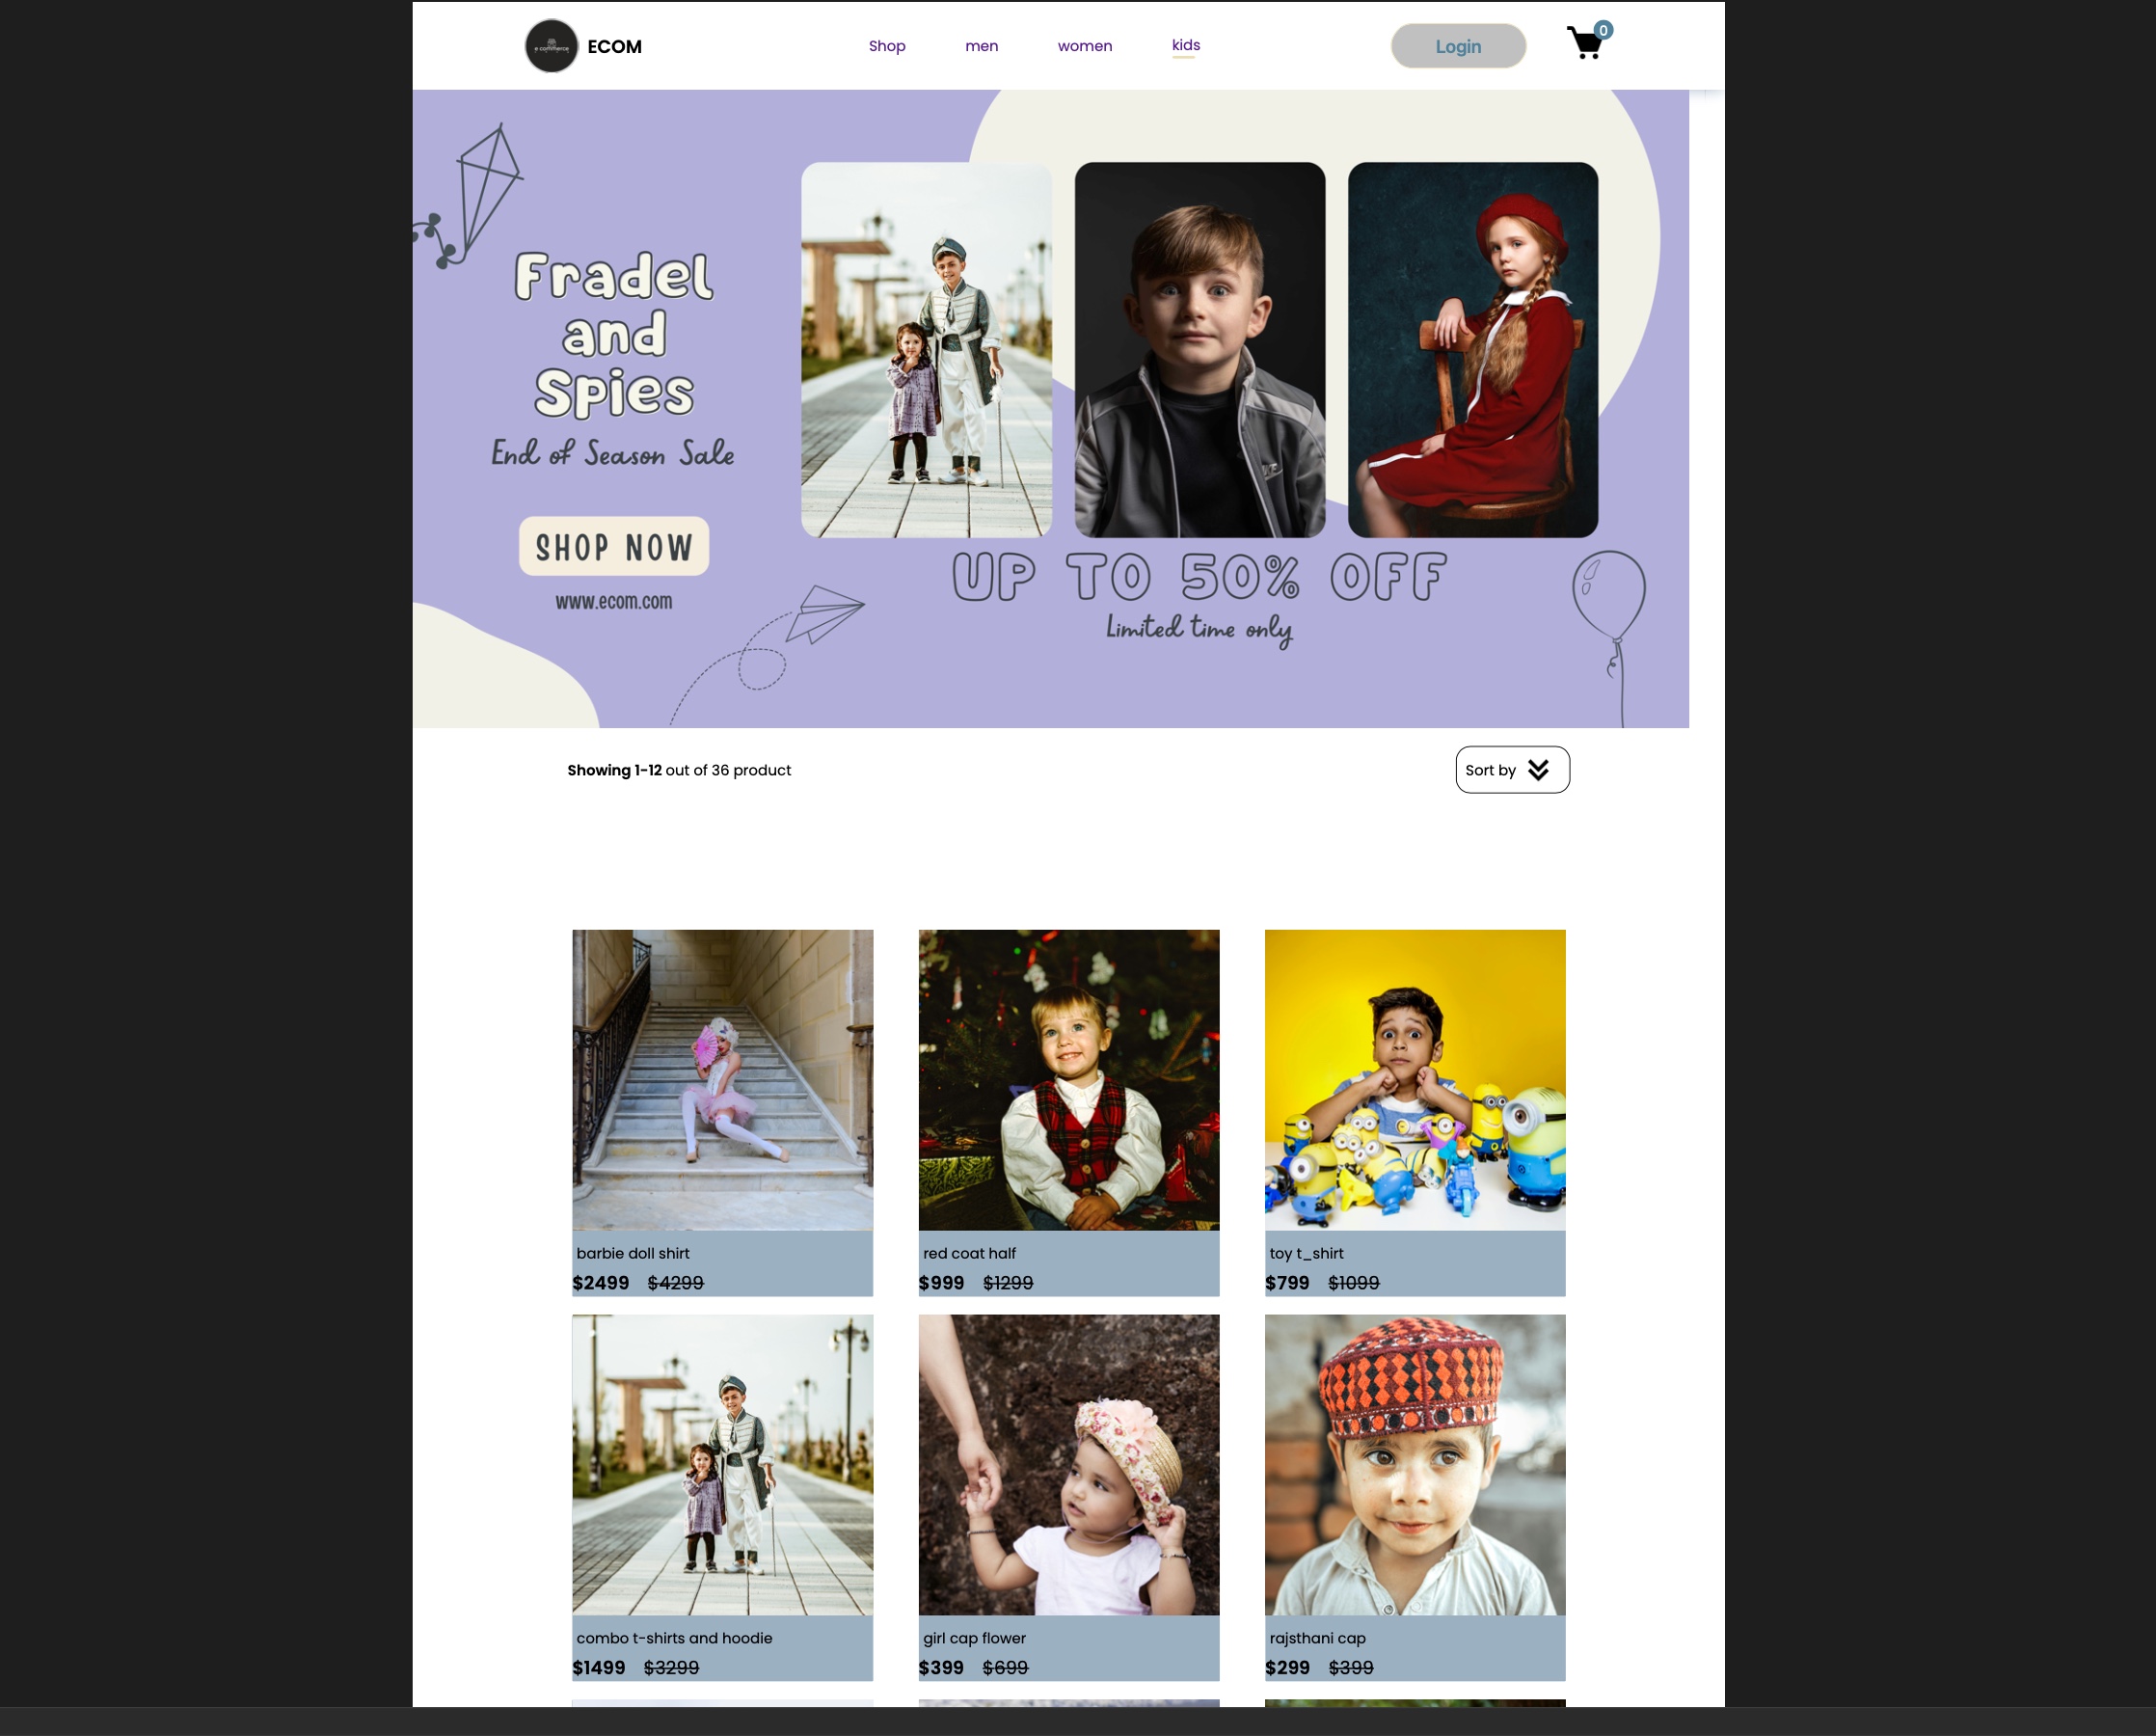 e commerce
ECOM
Shop
men
women
kids
Login
0
Fradel
and
Spies
End of Season Sale
SHOP NOW
www.ecom.com
UP TO 50% OFF
Limited time only
Showing 1-12 out of 36 product
Sort by
barbie doll shirt
$2499 $4299
red coat half
$999 $1299
toy t_shirt
$799 $1099
combo t-shirts and hoodie
$1499 $3299
girl cap flower
$399 $699
rajsthani cap
$299 $399